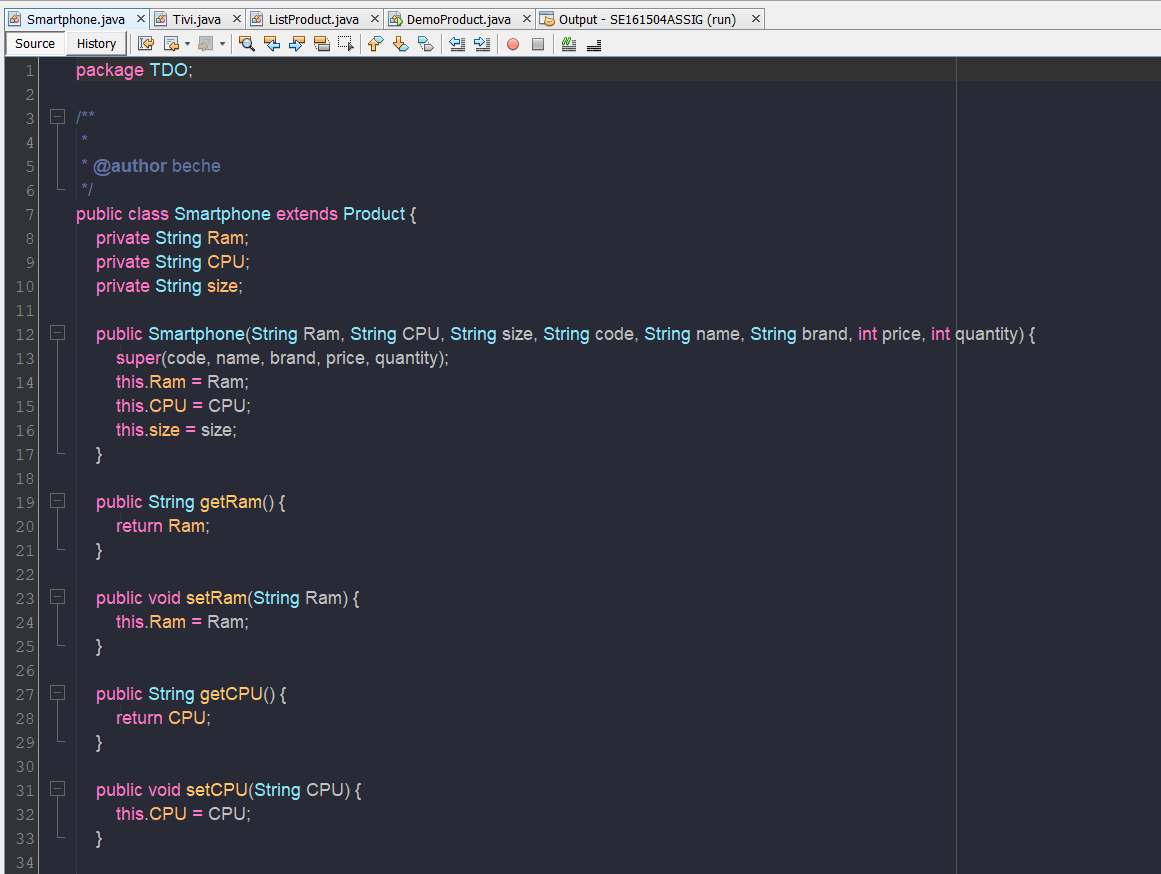 Smartphone.java
Tivi.java
ListProduct.java
DemoProduct.java
Output - SE161504ASSIG (run)
Source
History
1 package TDO;
2
3 /**
4 *
5 * @author beche
6 */
7 public class Smartphone extends Product {
8 private String Ram;
9 private String CPU;
10 private String size;
11
12 public Smartphone(String Ram, String CPU, String size, String code, String name, String brand, int price, int quantity) {
13 super(code, name, brand, price, quantity);
14 this.Ram = Ram;
15 this.CPU = CPU;
16 this.size = size;
17 }
18
19 public String getRam() {
20 return Ram;
21 }
22
23 public void setRam(String Ram) {
24 this.Ram = Ram;
25 }
26
27 public String getCPU() {
28 return CPU;
29 }
30
31 public void setCPU(String CPU) {
32 this.CPU = CPU;
33 }
34